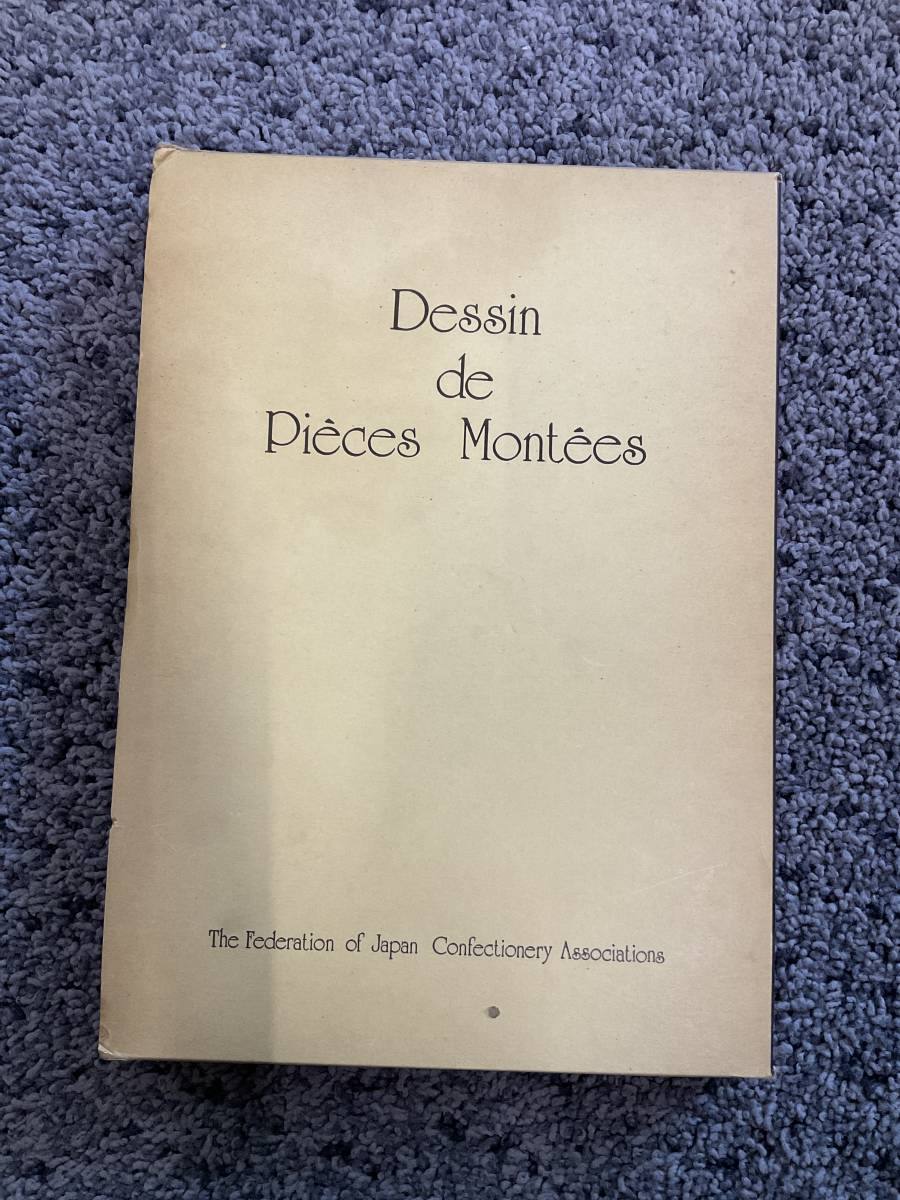 Dessin
de
Pièces Montées
The Federation of Japan Confectionery Associations